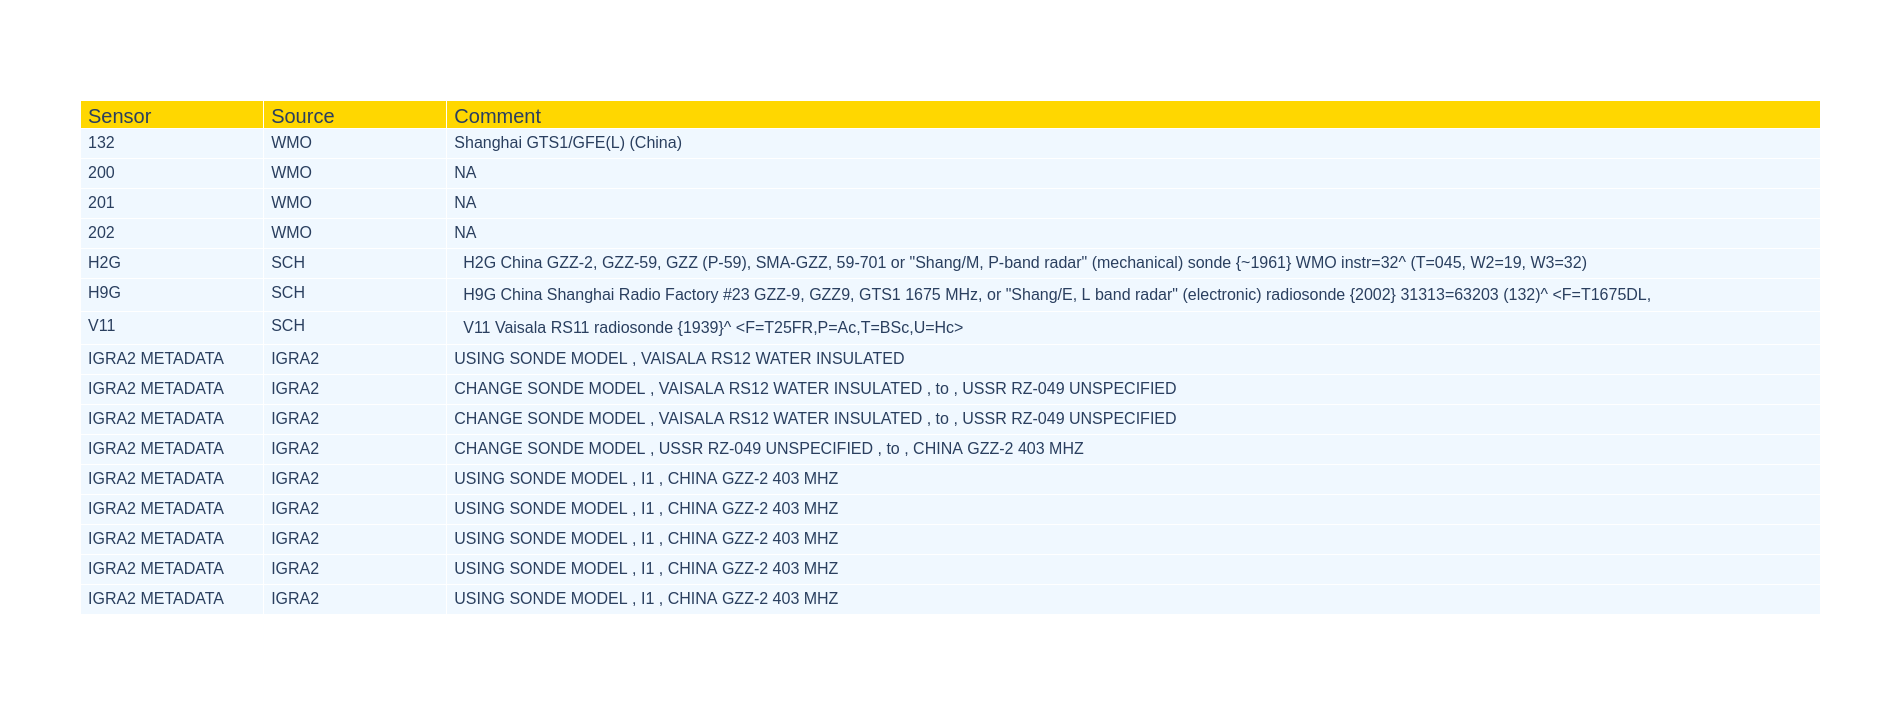 Sensor Source Comment
132 WMO Shanghai GTS1/GFE(L) (China)
200 WMO NA
201 WMO NA
202 WMO NA
H2G SCH H2G China GZZ-2, GZZ-59, GZZ (P-59), SMA-GZZ, 59-701 or "Shang/M, P-band radar" (mechanical) sonde {~1961} WMO instr=32^ (T=045, W2=19, W3=32)
H9G SCH H9G China Shanghai Radio Factory #23 GZZ-9, GZZ9, GTS1 1675 MHz, or "Shang/E, L band radar" (electronic) radiosonde {2002} 31313=63203 (132)^ <F=T1675DL,
V11 SCH V11 Vaisala RS11 radiosonde {1939}^ <F=T25FR,P=Ac,T=BSc,U=Hc>
IGRA2 METADATA IGRA2 USING SONDE MODEL , VAISALA RS12 WATER INSULATED
IGRA2 METADATA IGRA2 CHANGE SONDE MODEL , VAISALA RS12 WATER INSULATED , to , USSR RZ-049 UNSPECIFIED
IGRA2 METADATA IGRA2 CHANGE SONDE MODEL , VAISALA RS12 WATER INSULATED , to , USSR RZ-049 UNSPECIFIED
IGRA2 METADATA IGRA2 CHANGE SONDE MODEL , USSR RZ-049 UNSPECIFIED , to , CHINA GZZ-2 403 MHZ
IGRA2 METADATA IGRA2 USING SONDE MODEL , I1 , CHINA GZZ-2 403 MHZ
IGRA2 METADATA IGRA2 USING SONDE MODEL , I1 , CHINA GZZ-2 403 MHZ
IGRA2 METADATA IGRA2 USING SONDE MODEL , I1 , CHINA GZZ-2 403 MHZ
IGRA2 METADATA IGRA2 USING SONDE MODEL , I1 , CHINA GZZ-2 403 MHZ
IGRA2 METADATA IGRA2 USING SONDE MODEL , I1 , CHINA GZZ-2 403 MHZ